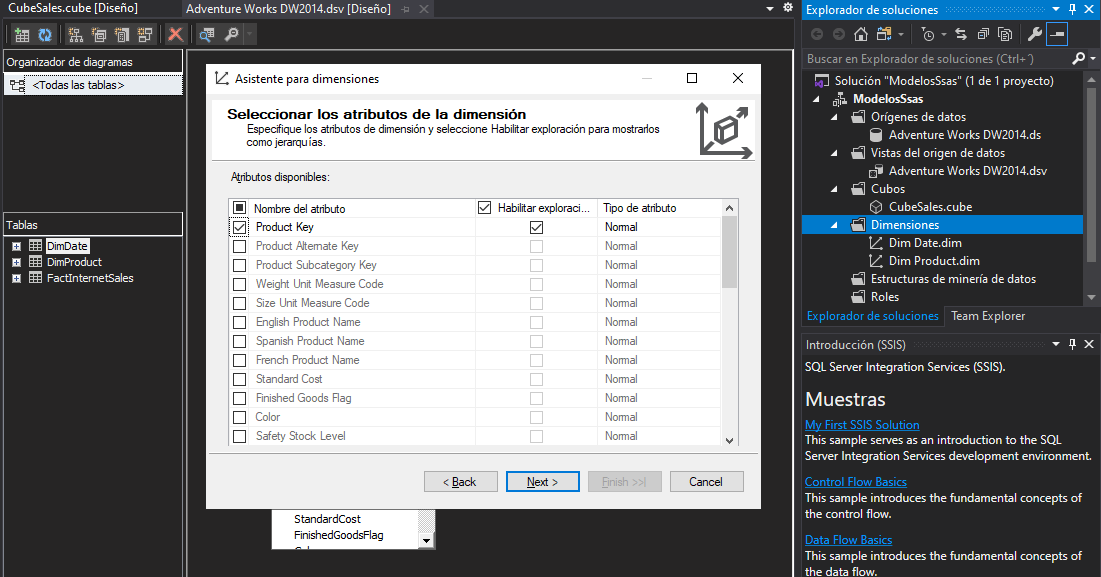 CubeSales.cube [Diseño]
Adventure Works DW2014.dsv [Diseño]
Organizador de diagramas
<Todas las tablas>
Tablas
DimDate
DimProduct
FactInternetSales
Asistente para dimensiones
Seleccionar los atributos de la dimensión
Especifique los atributos de dimensión y seleccione Habilitar exploración para mostrarlos
como jerarquías.
Atributos disponibles:
Nombre del atributo Habilitar exploraci... Tipo de atributo
Product Key Normal
Product Alternate Key Normal
Product Subcategory Key Normal
Weight Unit Measure Code Normal
Size Unit Measure Code Normal
English Product Name Normal
Spanish Product Name Normal
French Product Name Normal
Standard Cost Normal
Finished Goods Flag Normal
Color Normal
Safety Stock Level Normal
< Back Next > Finish >>| Cancel
StandardCost
FinishedGoodsFlag
Explorador de soluciones
Buscar en Explorador de soluciones (Ctrl+´)
Solución "ModelosSsas" (1 de 1 proyecto)
ModelosSsas
Orígenes de datos
Adventure Works DW2014.ds
Vistas del origen de datos
Adventure Works DW2014.dsv
Cubos
CubeSales.cube
Dimensiones
Dim Date.dim
Dim Product.dim
Estructuras de minería de datos
Roles
Explorador de soluciones Team Explorer
Introducción (SSIS)
SQL Server Integration Services (SSIS).
Muestras
My First SSIS Solution
This sample serves as an introduction to the SQL
Server Integration Services development environment.
Control Flow Basics
This sample introduces the fundamental concepts of
the control flow.
Data Flow Basics
This sample introduces the fundamental concepts of
the data flow.